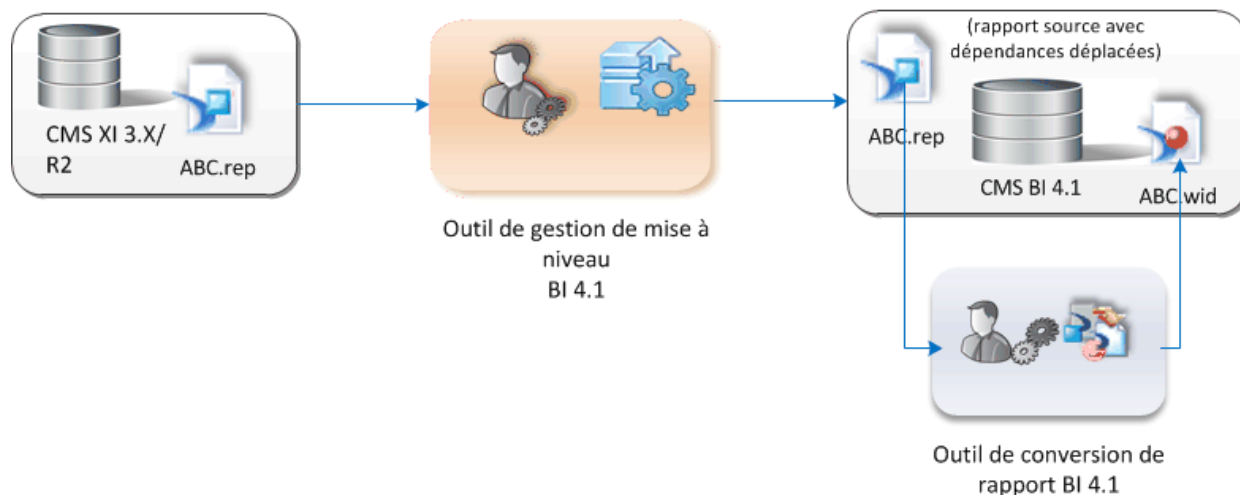 CMS XI 3.X/
R2
ABC.rep
Outil de gestion de mise à
niveau
BI 4.1
(rapport source avec
dépendances déplacées)
ABC.rep
CMS BI 4.1
ABC.wid
Outil de conversion de
rapport BI 4.1